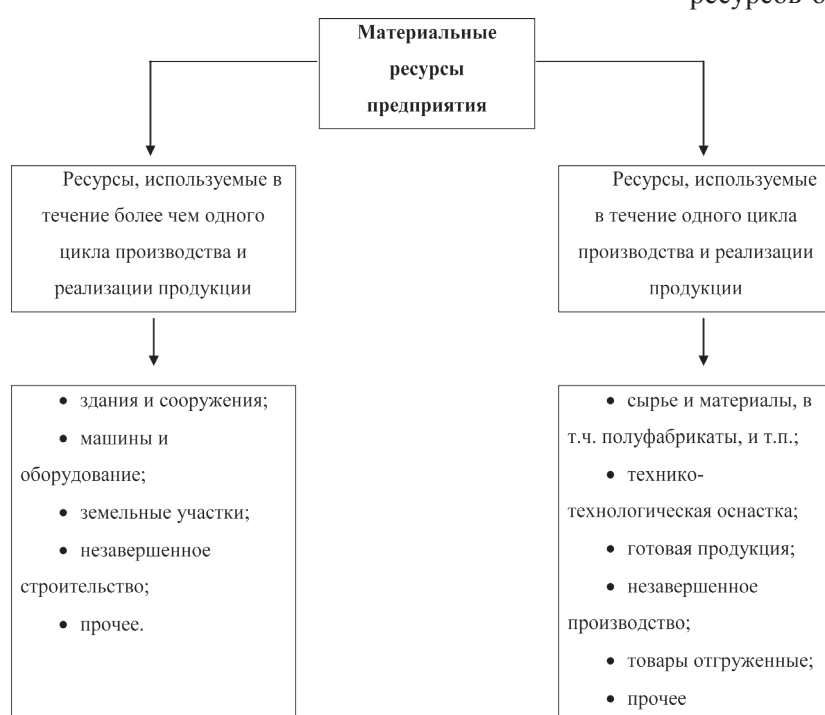 ресурсов о
Материальные
ресурсы
предприятия
Ресурсы, используемые в
течение более чем одного
цикла производства и
реализации продукции
Ресурсы, используемые
в течение одного цикла
производства и реализации
продукции
• здания и сооружения;
• машины и
оборудование;
• земельные участки;
• незавершенное
строительство;
• прочее.
• сырье и материалы, в
т.ч. полуфабрикаты, и т.п.;
• технико-
технологическая оснастка;
• готовая продукция;
• незавершенное
производство;
• товары отгруженные;
• прочее